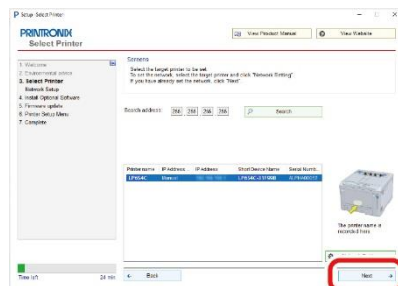 Setup - Select Printer
PRINTRONIX
Select Printer
View Product Manual
View Website
1. Welcome
2. Environmental advice
3. Select Printer
Network Setup
4. Install Optional Software
5. Firmware update
6. Printer Setup Menu
7. Complete
Screens
Select the target printer to be set.
To set the network, select the target printer and click "Network Setting"
If you have already set the network, click "Next".
Search address:
Search
Printer name IP Address... IP address Short Device Name Serial Numb...
LP654C Manual
The printer name is
recorded here
Time left 24 min
Back
Next